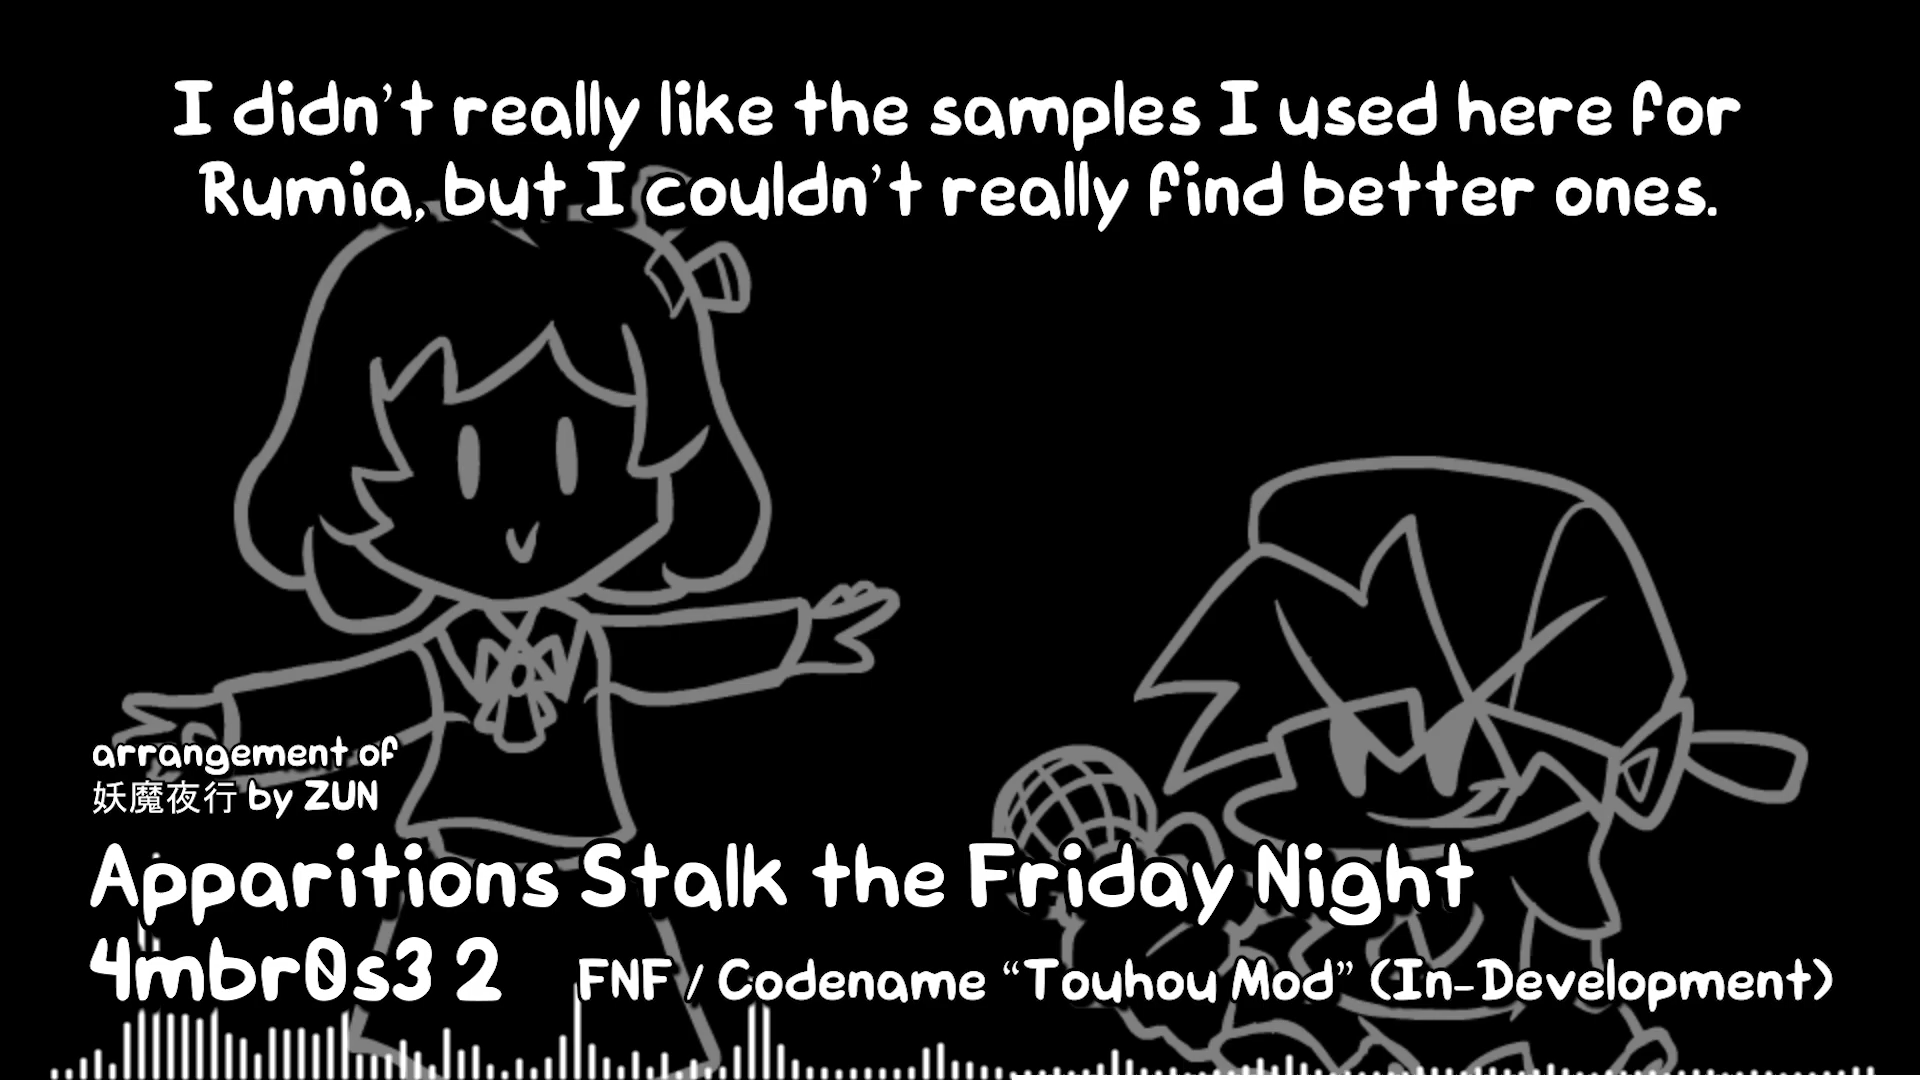 I didn't really like the samples I used here for
Rumia, but I couldn't really find better ones.
arrangement of
妖魔夜行 by ZUN
Apparitions Stalk the Friday Night
4mbr0s3 2
FNF / Codename “Touhou Mod” (In-Development)